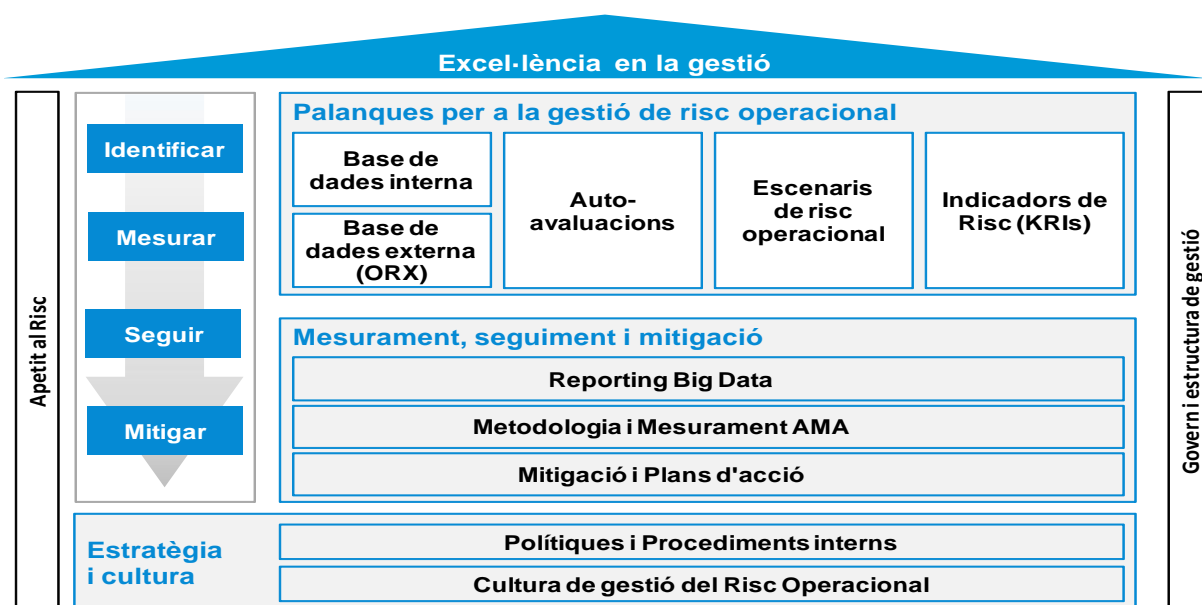 Excel·lència en la gestió
Apetit al Risc
Identificar
Mesurar
Seguir
Mitigar
Palanques per a la gestió de risc operacional
Base de
dades interna
Base de
dades externa
(ORX)
Auto-
avaluacions
Escenaris
de risc
operacional
Indicadors de
Risc (KRIs)
Mesurament, seguiment i mitigació
Reporting Big Data
Metodologia i Mesurament AMA
Mitigació i Plans d'acció
Estratègia
i cultura
Polítiques i Procediments interns
Cultura de gestió del Risc Operacional
Govern i estructura de gestió